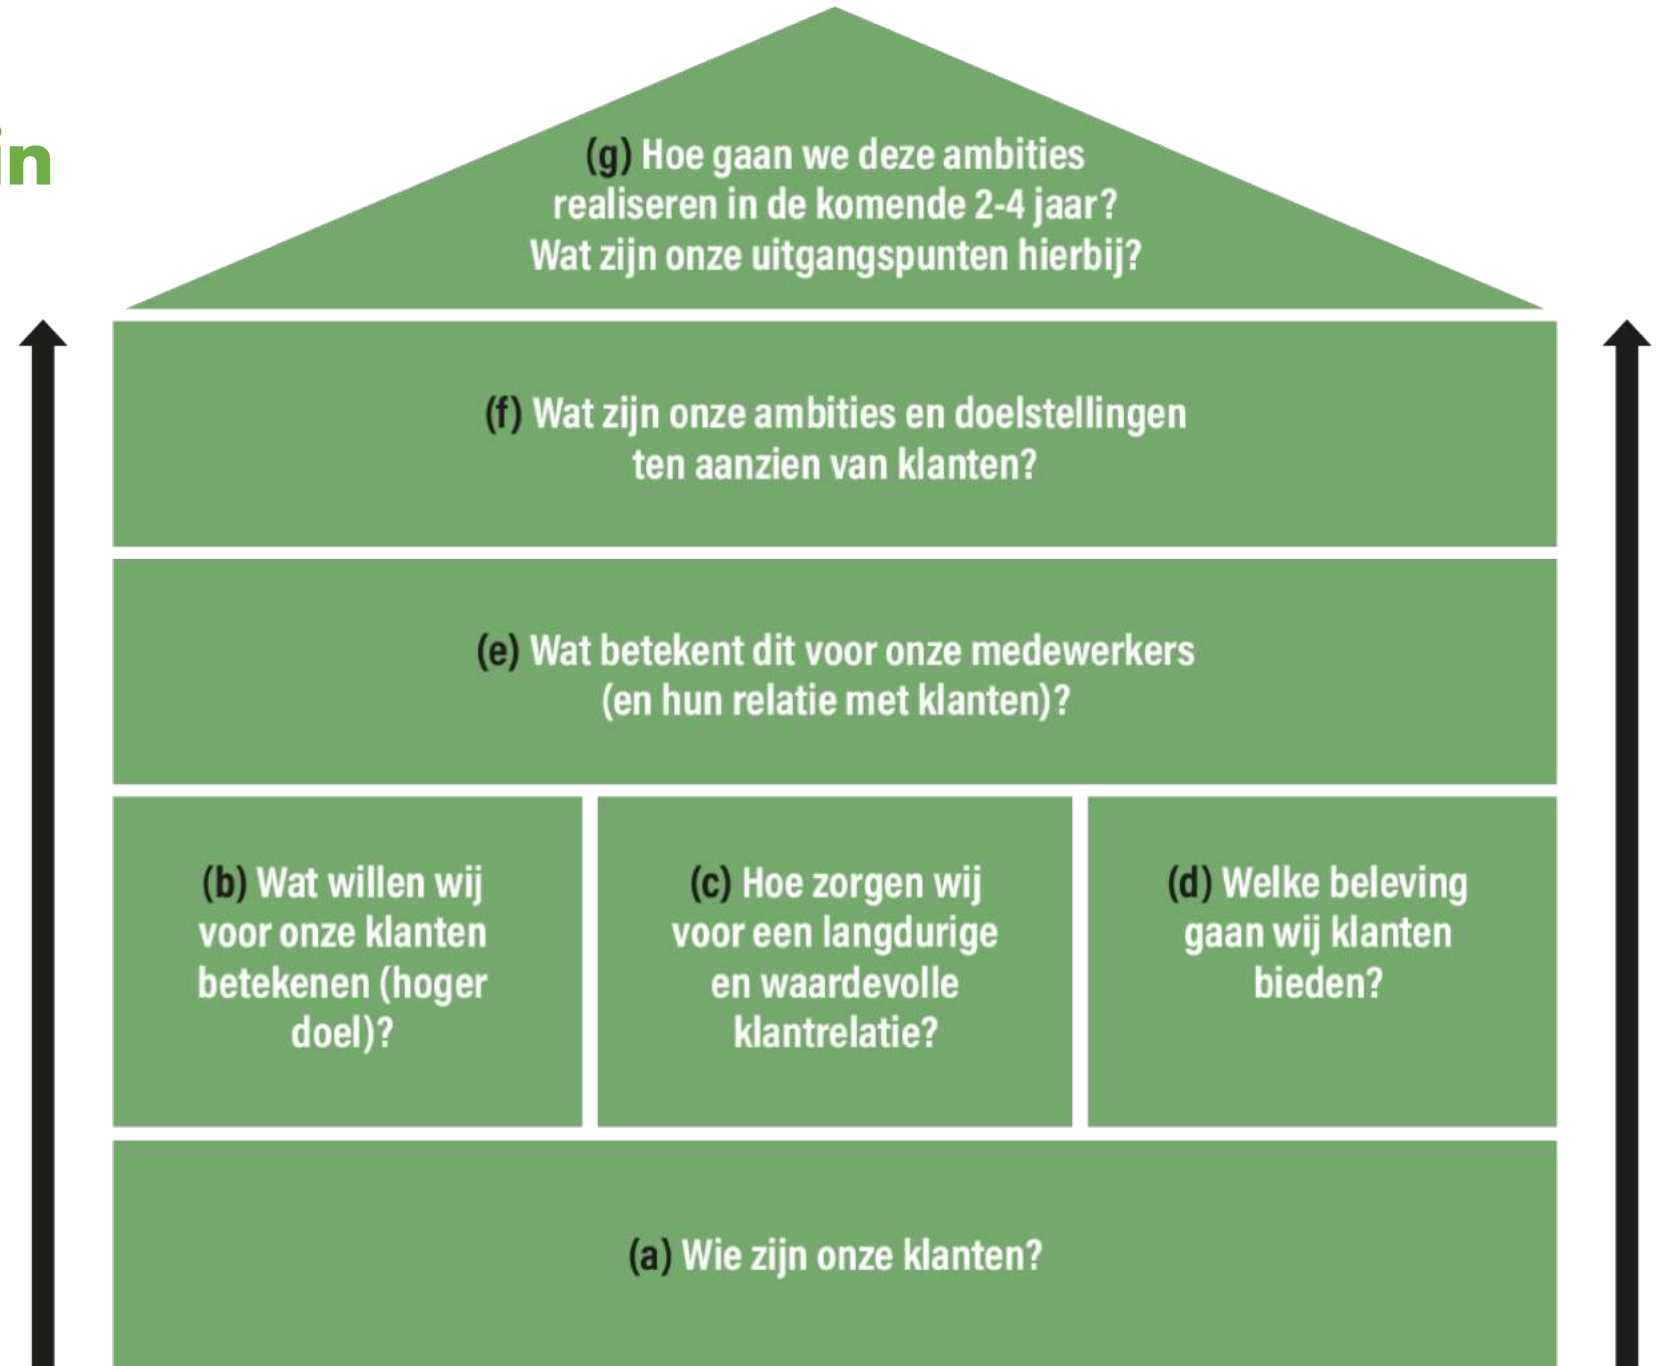 in
(g) Hoe gaan we deze ambities
realiseren in de komende 2-4 jaar?
Wat zijn onze uitgangspunten hierbij?
(f) Wat zijn onze ambities en doelstellingen
ten aanzien van klanten?
(e) Wat betekent dit voor onze medewerkers
(en hun relatie met klanten)?
(b) Wat willen wij
voor onze klanten
betekenen (hoger
doel)?
(c) Hoe zorgen wij
voor een langdurige
en waardevolle
klantrelatie?
(d) Welke beleving
gaan wij klanten
bieden?
(a) Wie zijn onze klanten?